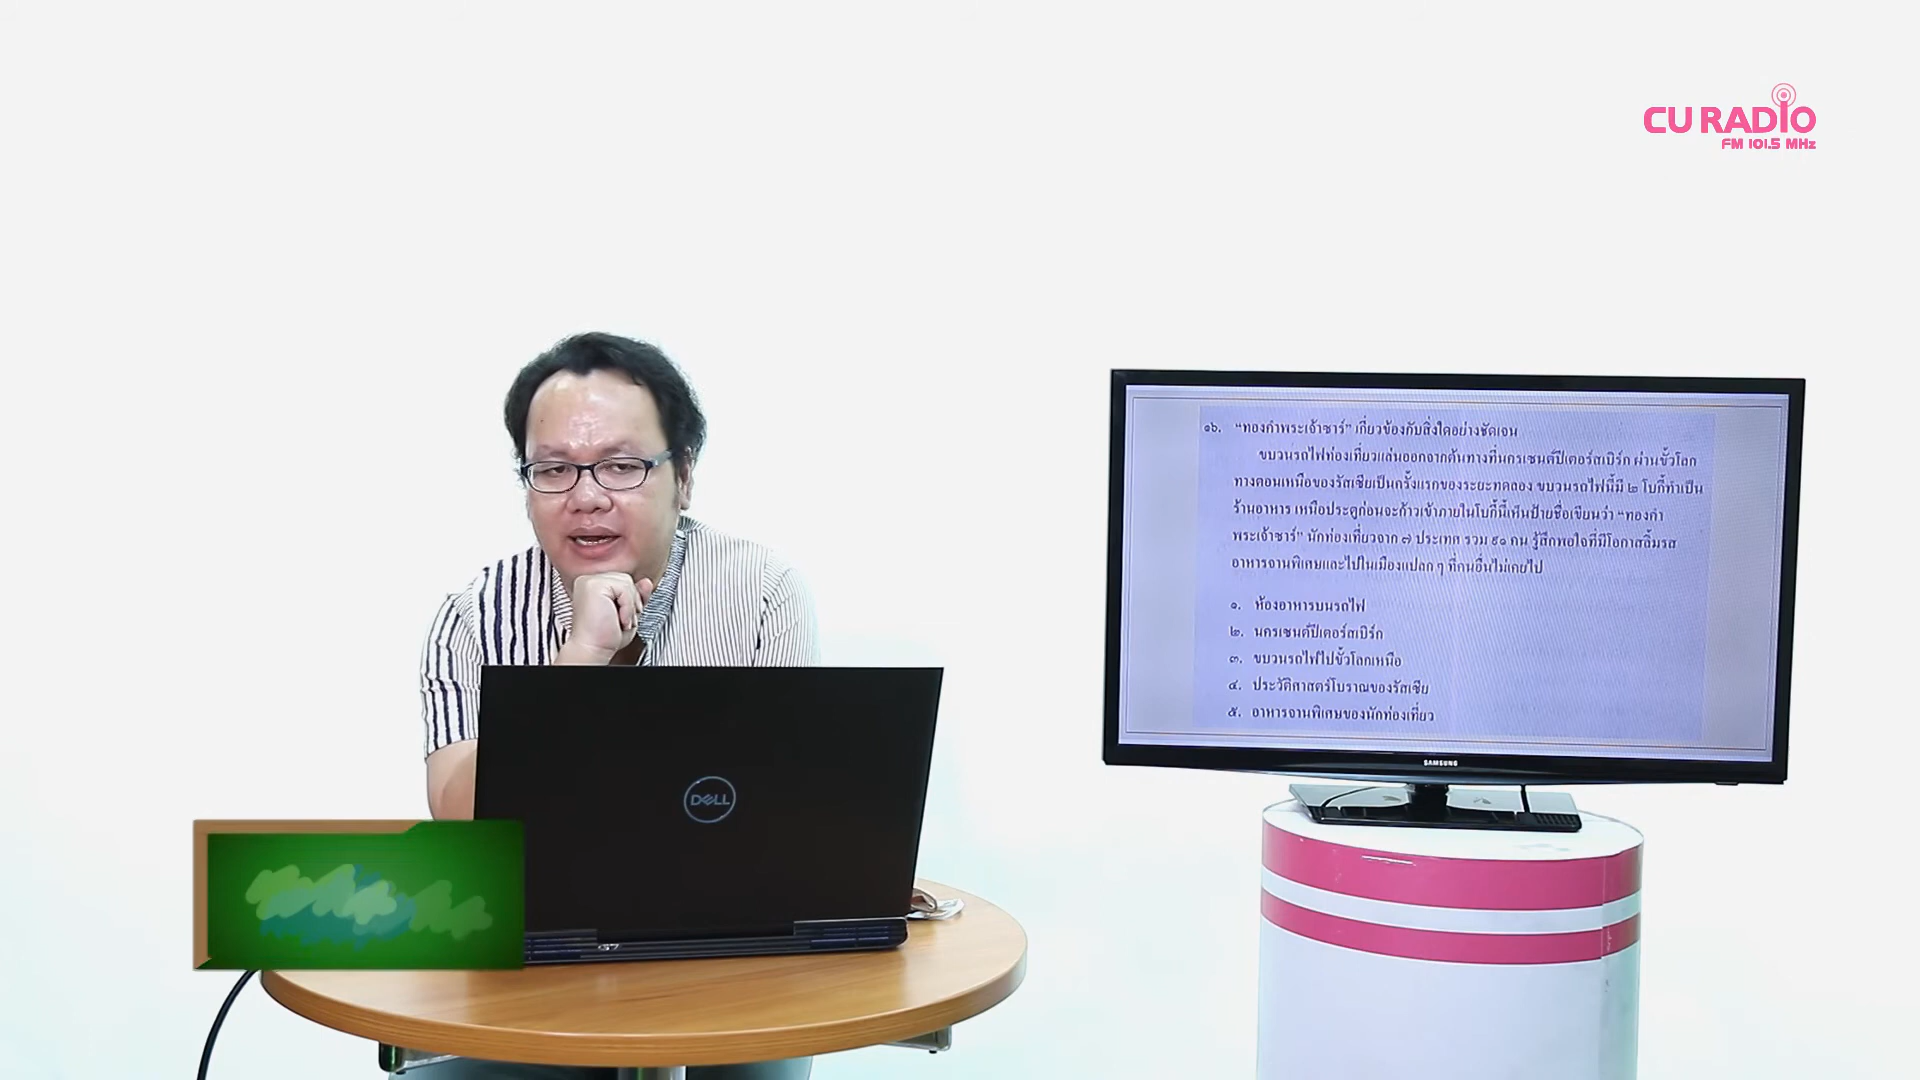 CU RADIO
FM 101.5 MHz
๑๖. “ทองคำพระเจ้าซาร์” เกี่ยวข้องกับสิ่งใดอย่างชัดเจน
ขบวนรถไฟท่องเที่ยวแล่นออกจากต้นทางที่นครเซนต์ปีเตอร์สเบิร์ก ผ่านขั้วโลก
ทางตอนเหนือของรัสเซียเป็นครั้งแรกของระยะทดลอง ขบวนรถไฟนี้มี ๒ โบกี้ทำเป็น
ร้านอาหาร เหนือประตูก่อนจะก้าวเข้าภายในโบกี้นี้เห็นป้ายชื่อเขียนว่า “ทองคำ
พระเจ้าซาร์” นักท่องเที่ยวจาก ๗ ประเทศ รวม ๙๑ คน รู้สึกพอใจที่มีโอกาสลิ้มรส
อาหารจานพิเศษและไปในเมืองแปลก ๆ ที่คนอื่นไม่เคยไป
๑. ห้องอาหารบนรถไฟ
๒. นครเซนต์ปีเตอร์สเบิร์ก
๓. ขบวนรถไฟไปขั้วโลกเหนือ
๔. ประวัติศาสตร์โบราณของรัสเซีย
๕. อาหารจานพิเศษของนักท่องเที่ยว
SAMSUNG
DELL
G7